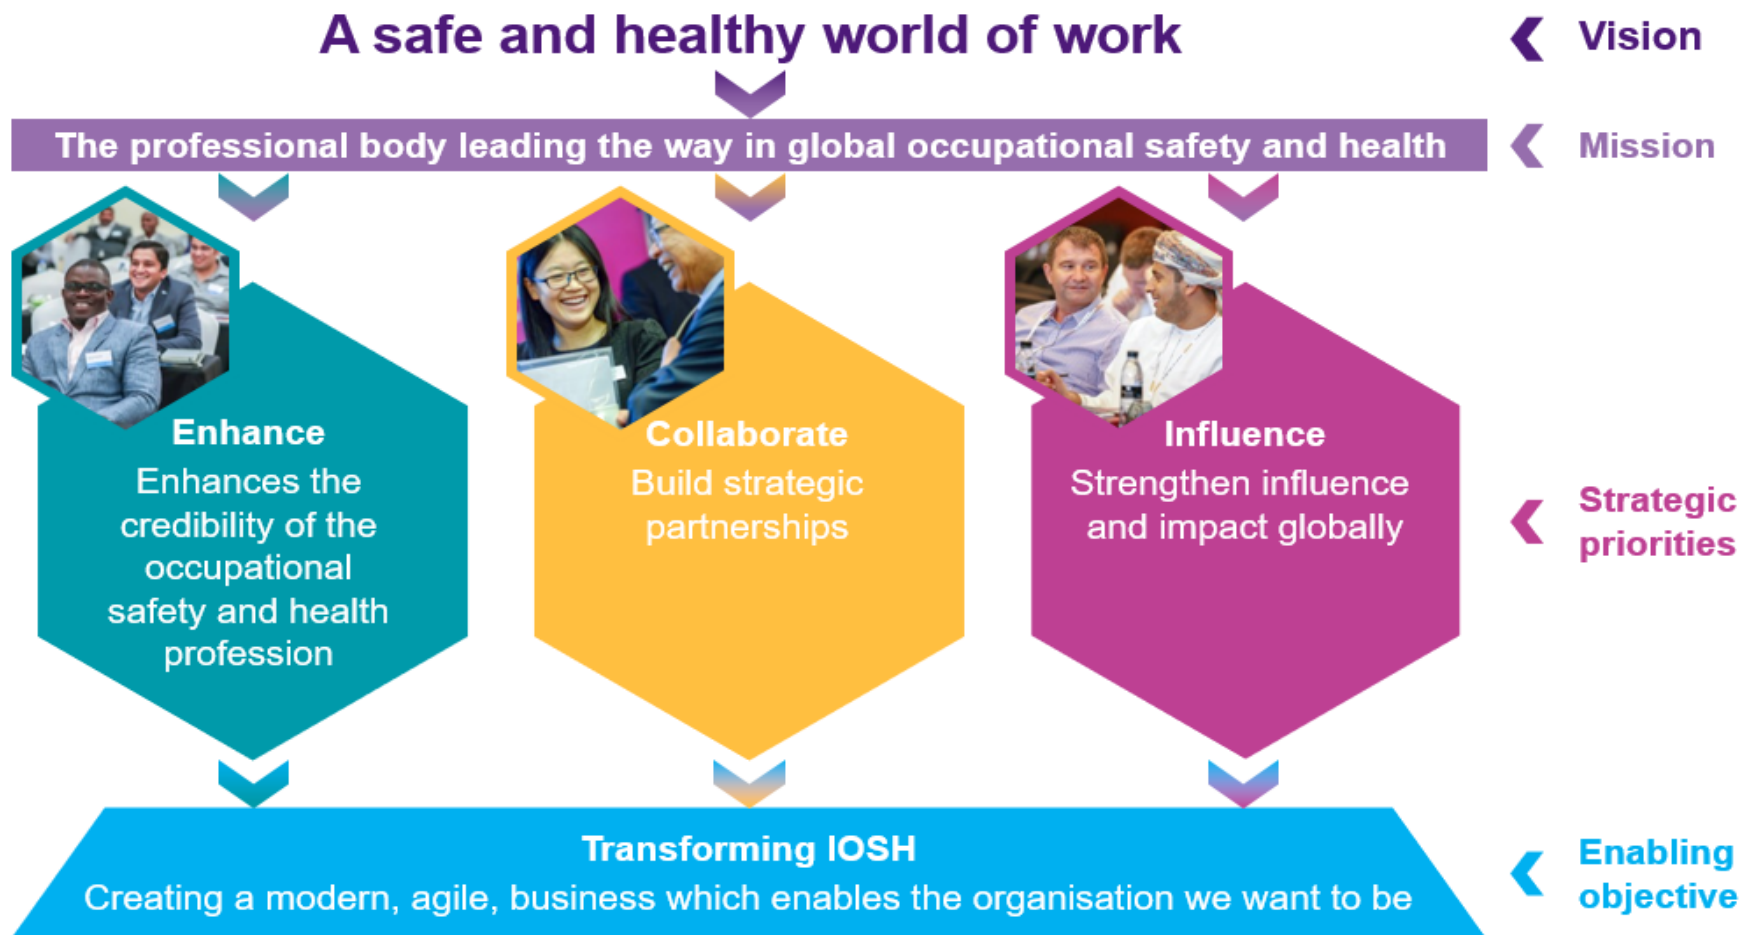 A safe and healthy world of work
Vision
The professional body leading the way in global occupational safety and health
Mission
Enhance
Enhances the
credibility of the
occupational
safety and health
profession
Collaborate
Build strategic
partnerships
Influence
Strengthen influence
and impact globally
Strategic
priorities
Transforming IOSH
Creating a modern, agile, business which enables the organisation we want to be
Enabling
objective